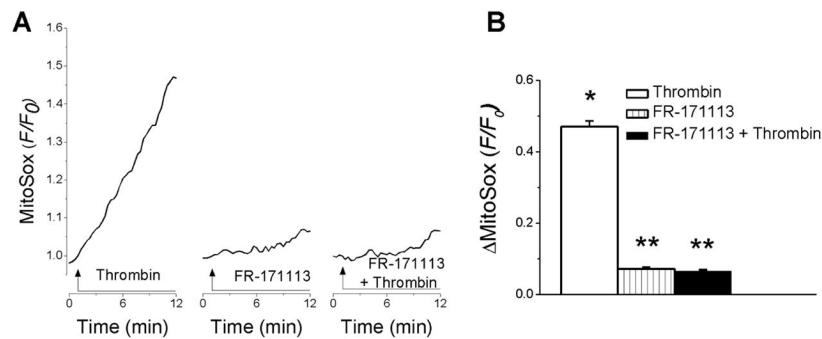 A
MitoSox (F/F0)
1.6
1.5
1.4
1.3
1.2
1.1
1.0
Thrombin
FR-171113
FR-171113
+ Thrombin
0 6 12
0 6 12
0 6 12
Time (min)
Time (min)
Time (min)
B
ΔMitoSox (F/F0)
0.6
0.4
0.2
0.0
Thrombin
FR-171113
FR-171113 + Thrombin
*
**
**